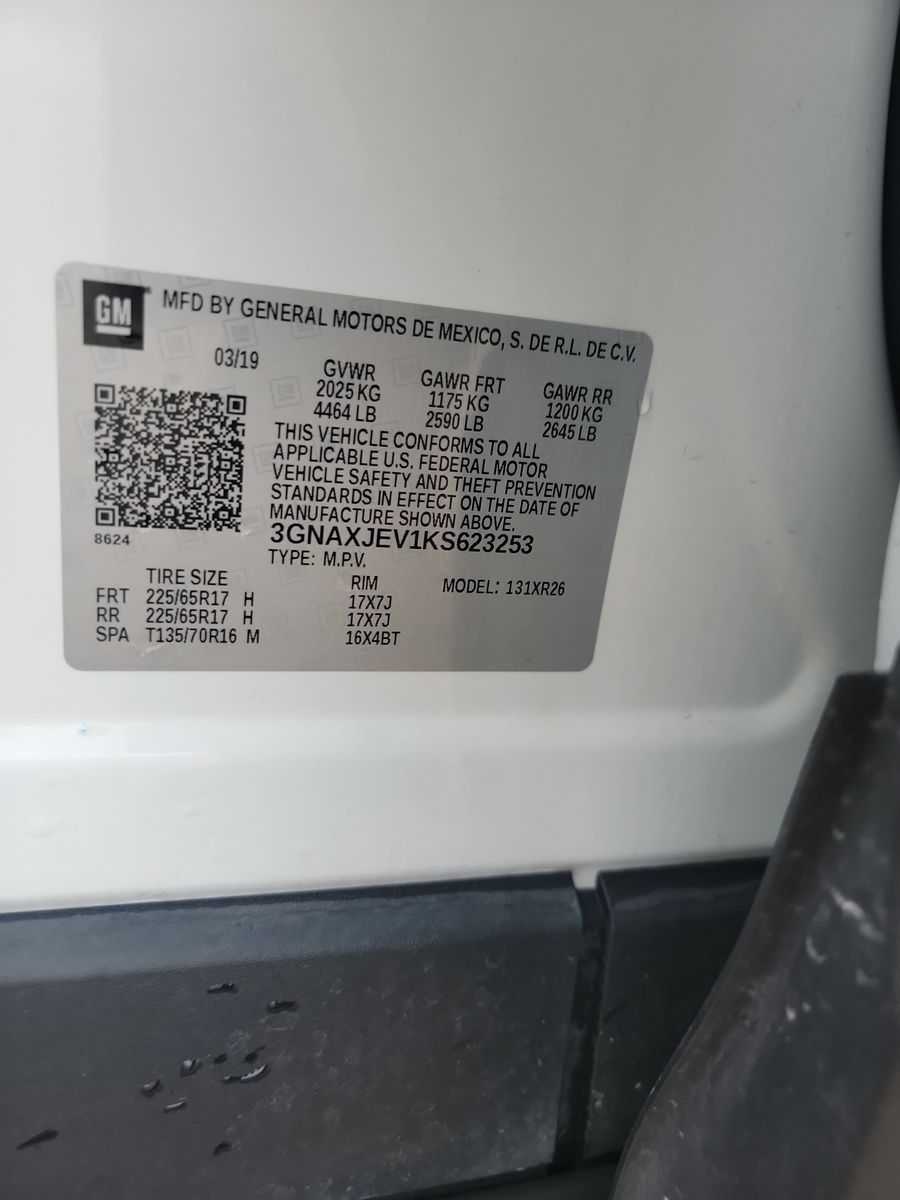 GM
MFD BY GENERAL MOTORS DE MEXICO, S. DE R.L. DE C.V.
03/19
GVWR GAWR FRT GAWR RR
2025 KG 1175 KG 1200 KG
4464 LB 2590 LB 2645 LB
THIS VEHICLE CONFORMS TO ALL
APPLICABLE U.S. FEDERAL MOTOR
VEHICLE SAFETY AND THEFT PREVENTION
STANDARDS IN EFFECT ON THE DATE OF
MANUFACTURE SHOWN ABOVE.
3GNAXJEV1KS623253
8624
TYPE: M.P.V.
TIRE SIZE RIM MODEL: 131XR26
FRT 225/65R17 H 17X7J
RR 225/65R17 H 17X7J
SPA T135/70R16 M 16X4BT